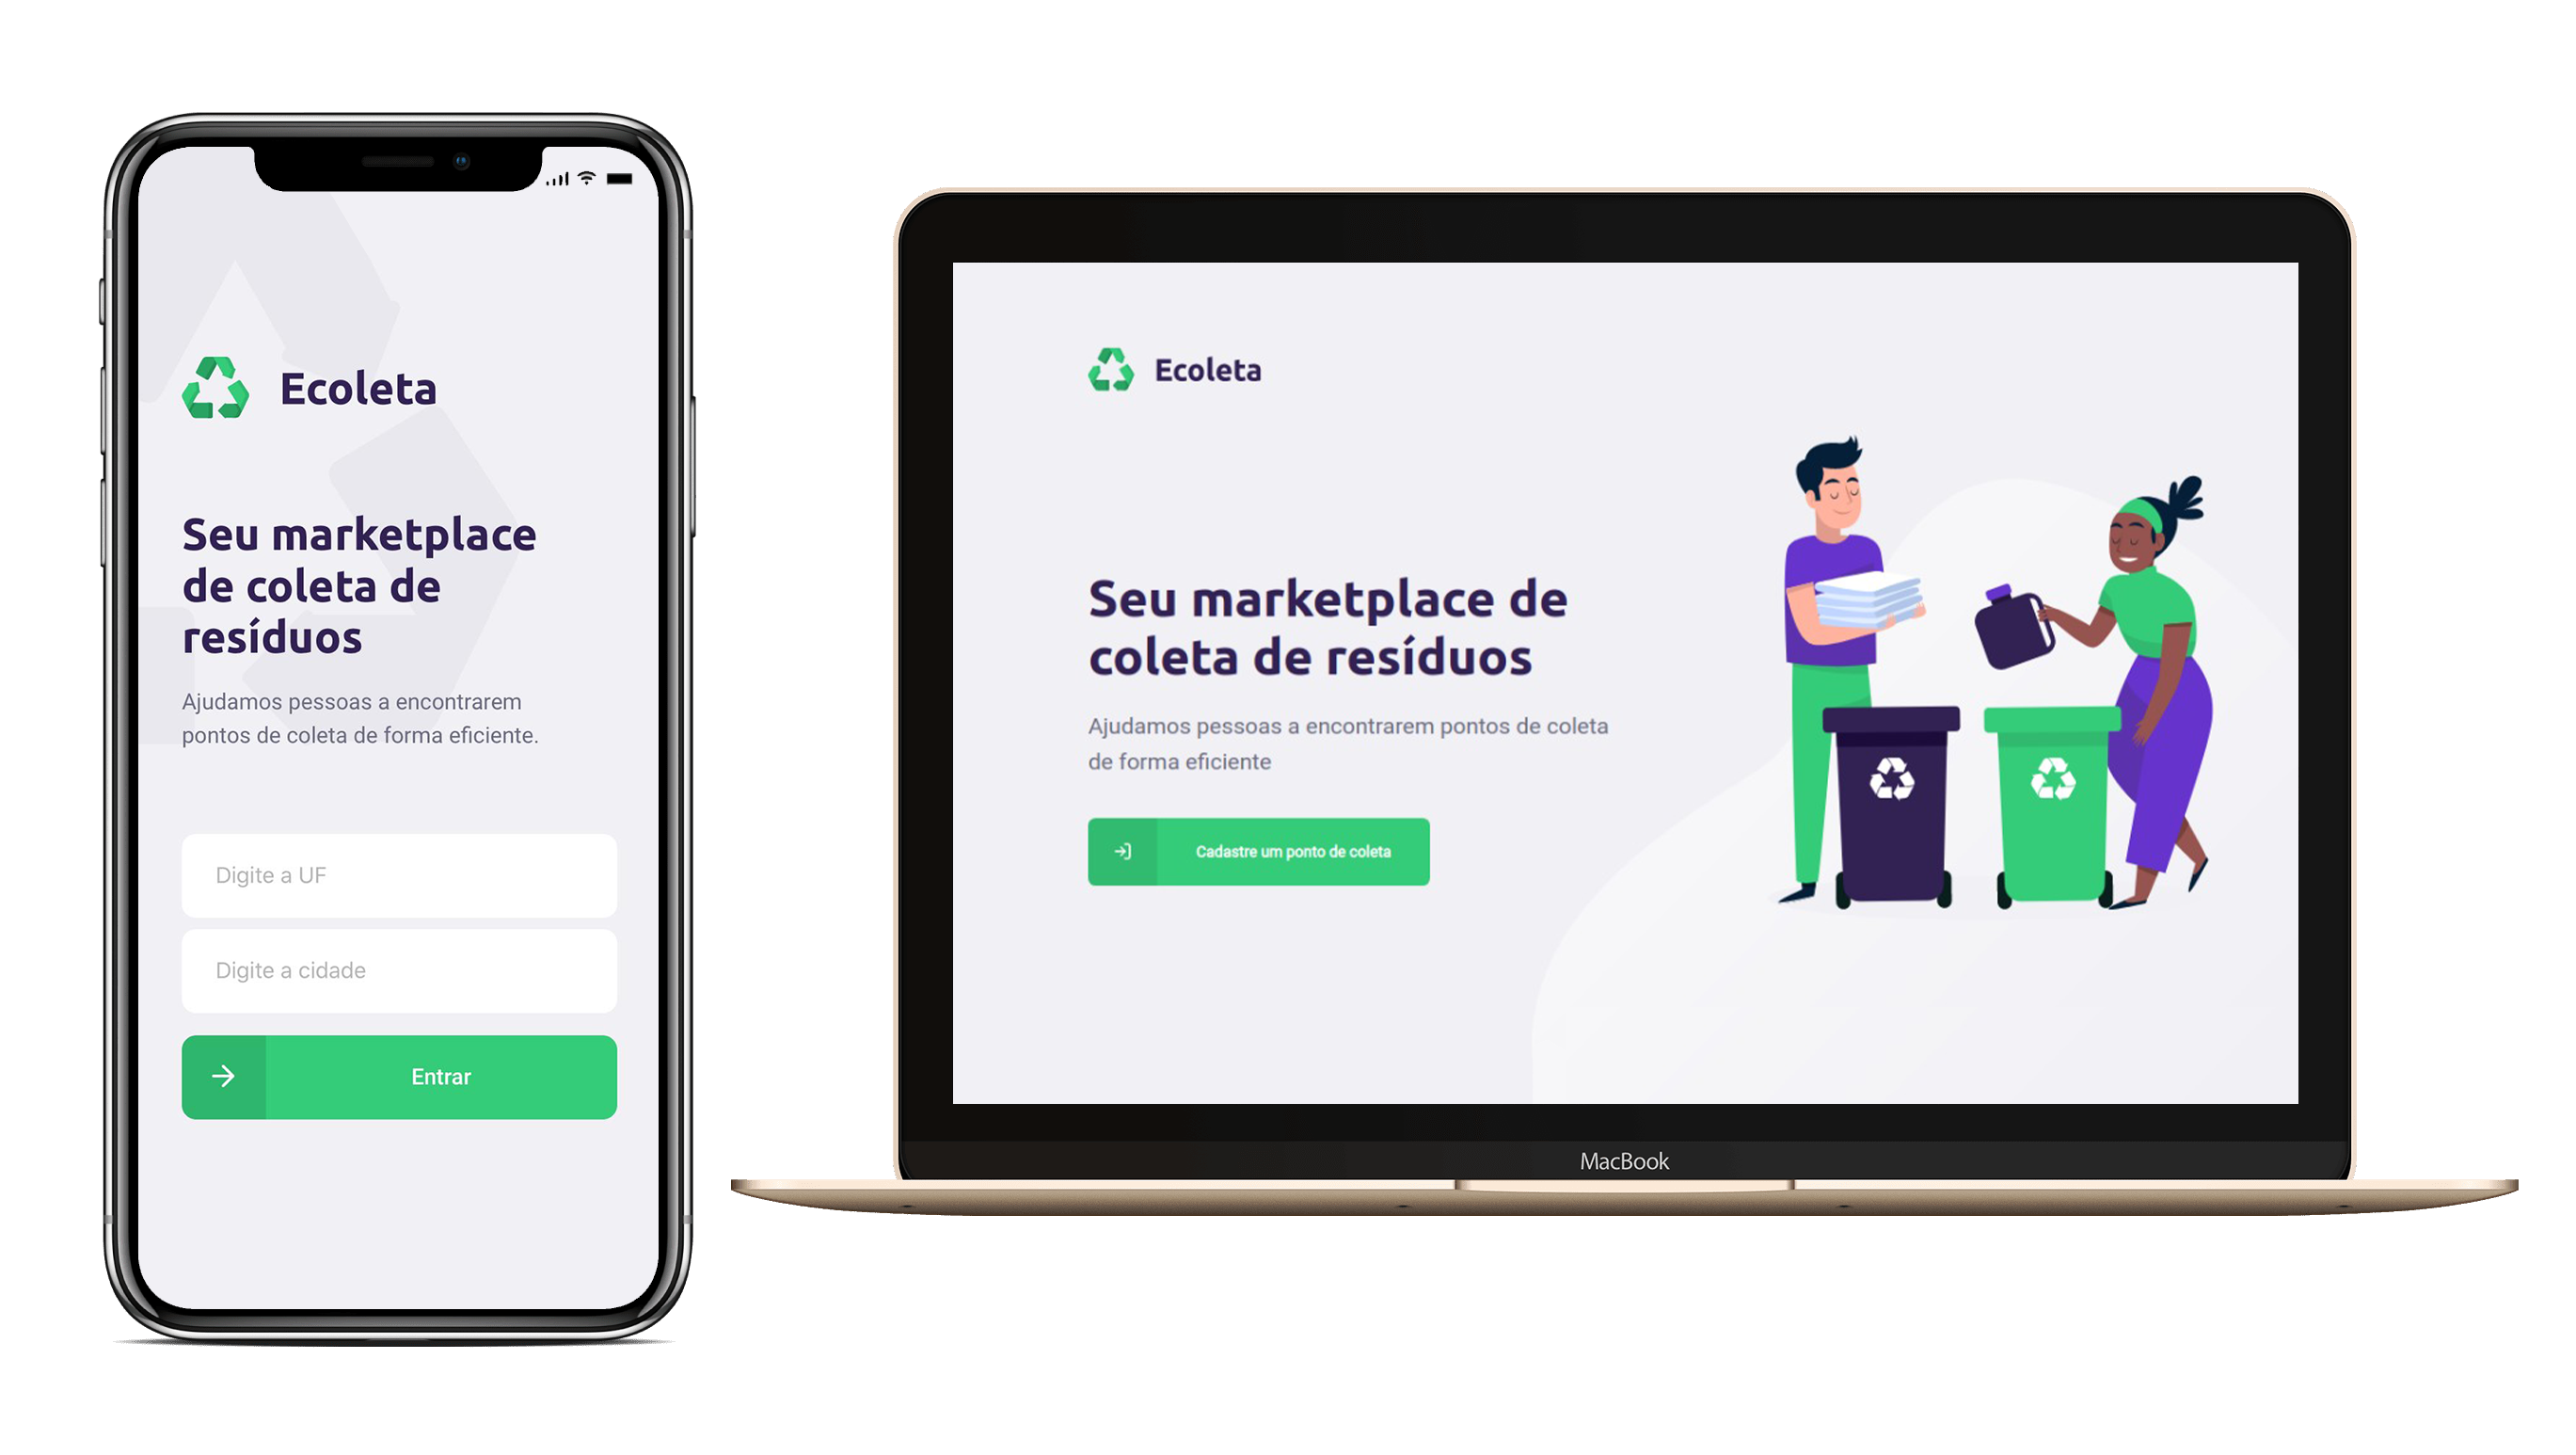 Ecoleta
Seu marketplace
de coleta de
resíduos
Ajudamos pessoas a encontrarem
pontos de coleta de forma eficiente.
Digite a UF
Digite a cidade
Entrar
Ecoleta
Seu marketplace de
coleta de resíduos
Ajudamos pessoas a encontrarem pontos de coleta
de forma eficiente
Cadastre um ponto de coleta
MacBook